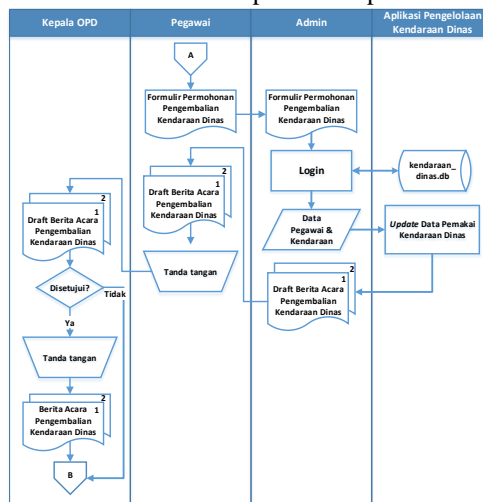 Kepala OPD
Pegawai
Admin
Aplikasi Pengelolaan
Kendaraan Dinas
A
Formulir Permohonan
Pengembalian
Kendaraan Dinas
Formulir Permohonan
Pengembalian
Kendaraan Dinas
Login
kendaraan_
dinas.db
2
1
Draft Berita Acara
Pengembalian
Kendaraan Dinas
2
1
Draft Berita Acara
Pengembalian
Kendaraan Dinas
Data
Pegawai &
Kendaraan
Update Data Pemakai
Kendaraan Dinas
Tanda tangan
2
1
Draft Berita Acara
Pengembalian
Kendaraan Dinas
Disetujui?
Tidak
Ya
Tanda tangan
2
Berita Acara 1
Pengembalian
Kendaraan Dinas
B